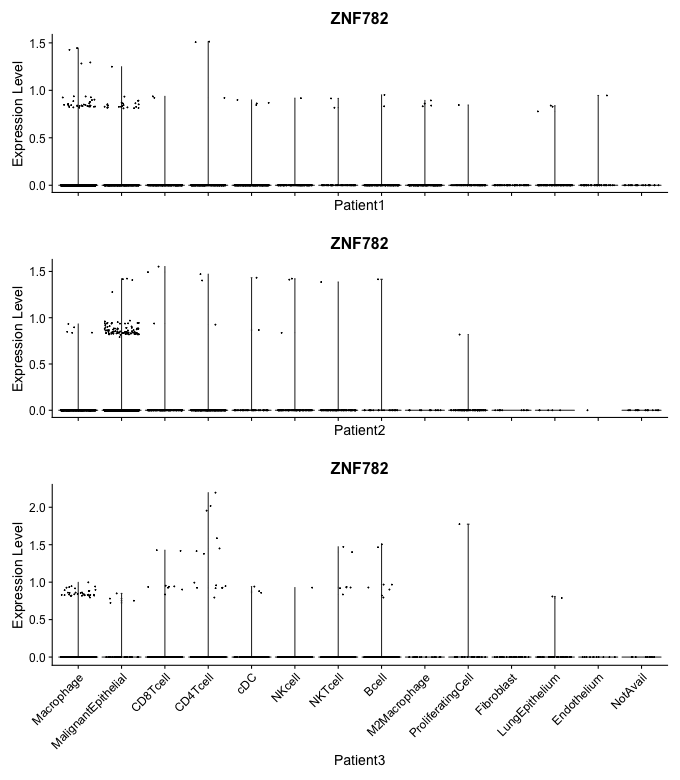 ZNF782
Expression Level
1.5
1.0
0.5
0.0
Patient1
ZNF782
Expression Level
1.5
1.0
0.5
0.0
Patient2
ZNF782
Expression Level
2.0
1.5
1.0
0.5
0.0
Macrophage
MalignantEpithelial
CD8Tcell
CD4Tcell
cDC
NKcell
NKTcell
Bcell
M2Macrophage
ProliferatingCell
Fibroblast
LungEpithelium
Endothelium
NotAvail
Patient3